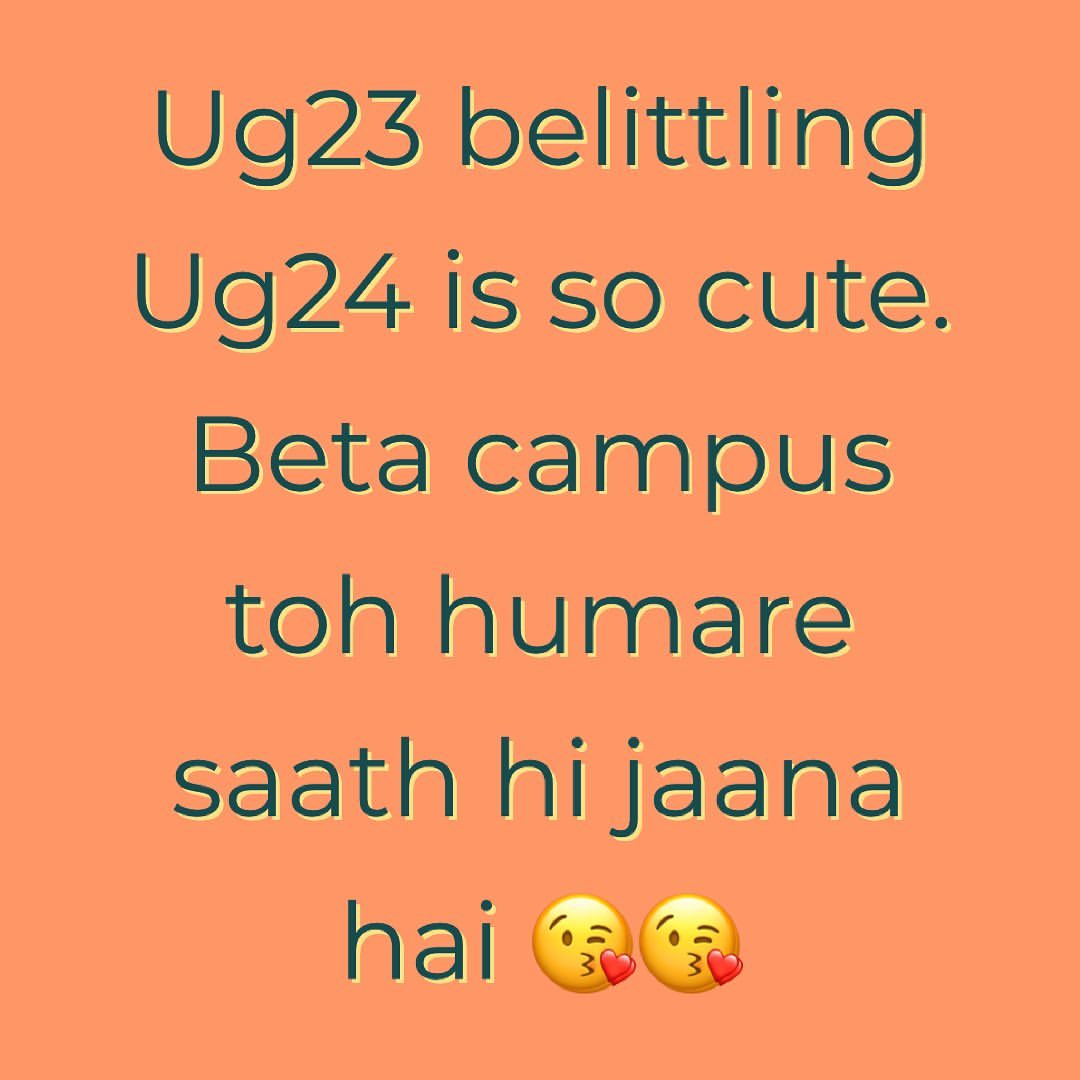 Ug23 belittling
Ug24 is so cute.
Beta campus
toh humare
saath hi jaana
hai 😘😘